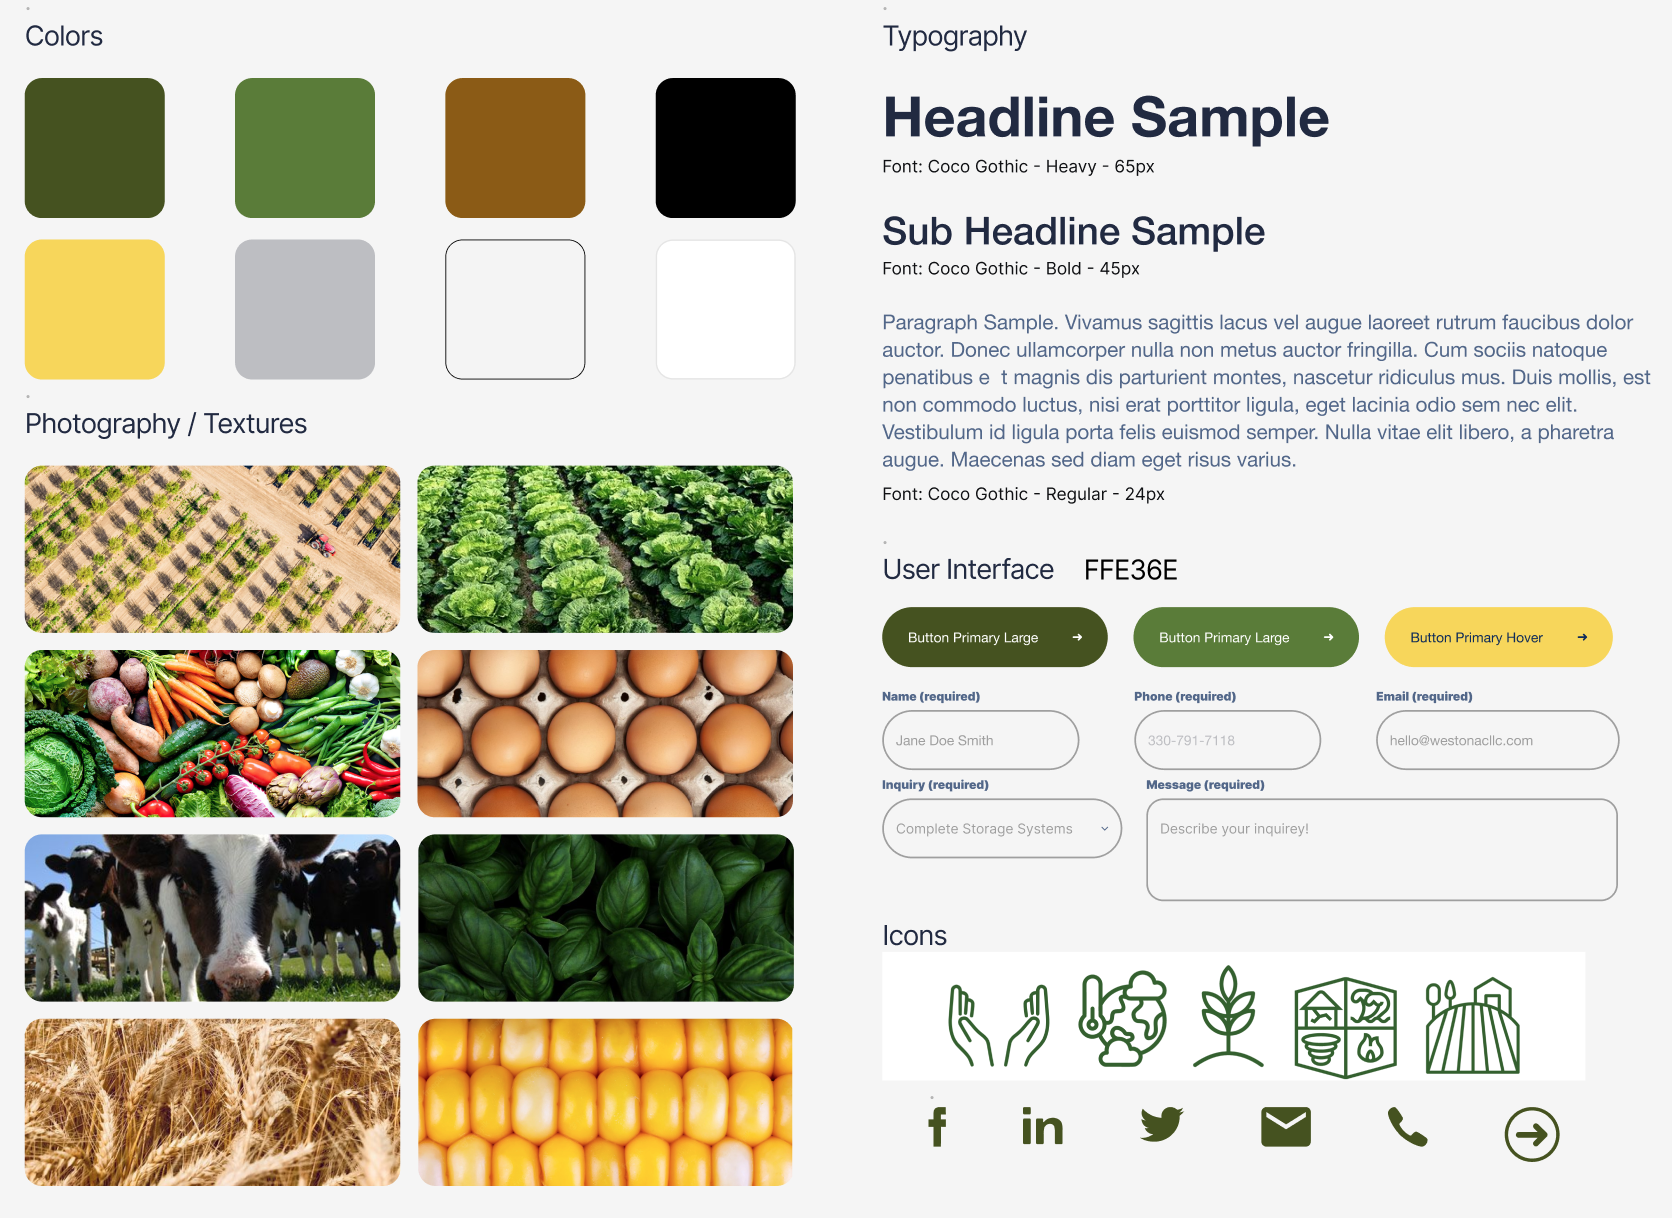 Colors
Photography / Textures
Typography
Headline Sample
Font: Coco Gothic - Heavy - 65px
Sub Headline Sample
Font: Coco Gothic - Bold - 45px
Paragraph Sample. Vivamus sagittis lacus vel augue laoreet rutrum faucibus dolor
auctor. Donec ullamcorper nulla non metus auctor fringilla. Cum sociis natoque
penatibus e  t magnis dis parturient montes, nascetur ridiculus mus. Duis mollis, est
non commodo luctus, nisi erat porttitor ligula, eget lacinia odio sem nec elit.
Vestibulum id ligula porta felis euismod semper. Nulla vitae elit libero, a pharetra
augue. Maecenas sed diam eget risus varius.
Font: Coco Gothic - Regular - 24px
User Interface FFE36E
Button Primary Large
Button Primary Large
Button Primary Hover
Name (required)
Phone (required)
Email (required)
Jane Doe Smith
330-791-7118
hello@westonacllc.com
Inquiry (required)
Message (required)
Complete Storage Systems
Describe your inquirey!
Icons
f
in